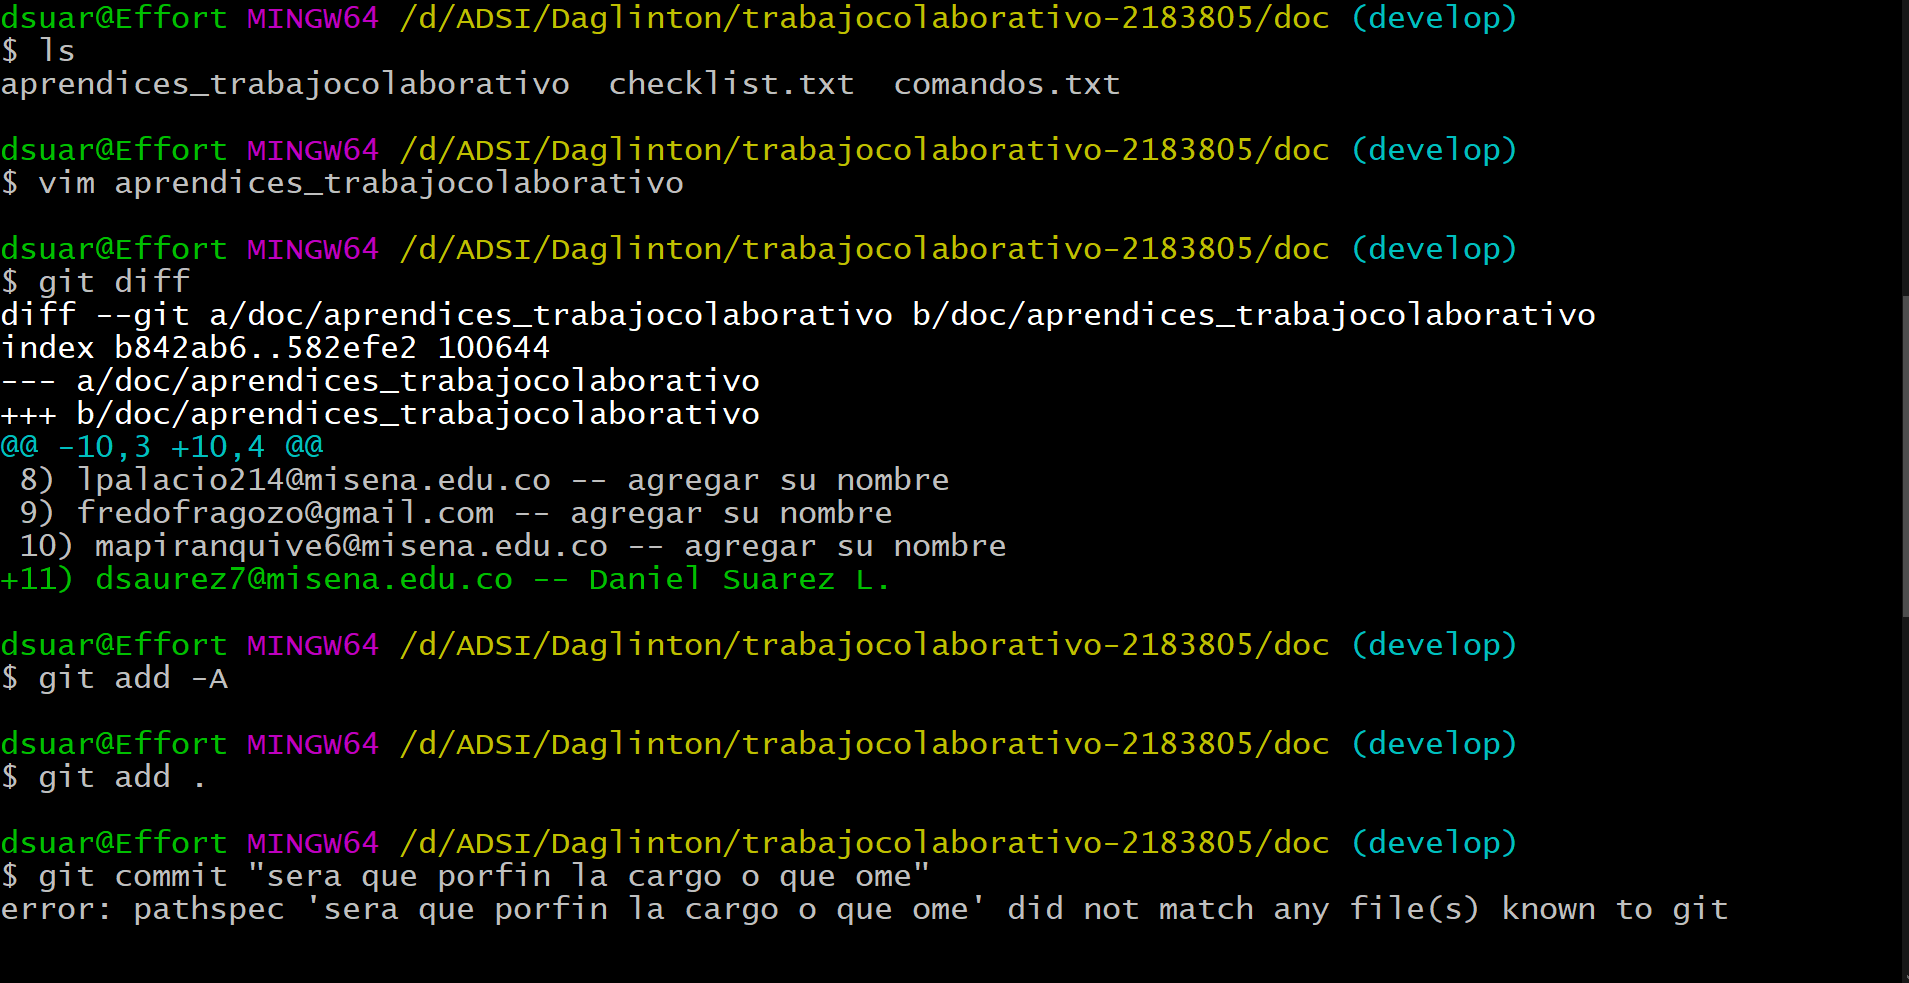 dsuar@Effort MINGW64 /d/ADSI/Daglinton/trabajocolaborativo-2183805/doc (develop)
$ ls
aprendices_trabajocolaborativo  checklist.txt  comandos.txt
dsuar@Effort MINGW64 /d/ADSI/Daglinton/trabajocolaborativo-2183805/doc (develop)
$ vim aprendices_trabajocolaborativo
dsuar@Effort MINGW64 /d/ADSI/Daglinton/trabajocolaborativo-2183805/doc (develop)
$ git diff
diff --git a/doc/aprendices_trabajocolaborativo b/doc/aprendices_trabajocolaborativo
index b842ab6..582efe2 100644
--- a/doc/aprendices_trabajocolaborativo
+++ b/doc/aprendices_trabajocolaborativo
@@ -10,3 +10,4 @@
 8) lpalacio214@misena.edu.co -- agregar su nombre
 9) fredofragozo@gmail.com -- agregar su nombre
 10) mapiranquive6@misena.edu.co -- agregar su nombre
+11) dsaurez7@misena.edu.co -- Daniel Suarez L.
dsuar@Effort MINGW64 /d/ADSI/Daglinton/trabajocolaborativo-2183805/doc (develop)
$ git add -A
dsuar@Effort MINGW64 /d/ADSI/Daglinton/trabajocolaborativo-2183805/doc (develop)
$ git add .
dsuar@Effort MINGW64 /d/ADSI/Daglinton/trabajocolaborativo-2183805/doc (develop)
$ git commit "sera que porfin la cargo o que ome"
error: pathspec 'sera que porfin la cargo o que ome' did not match any file(s) known to git